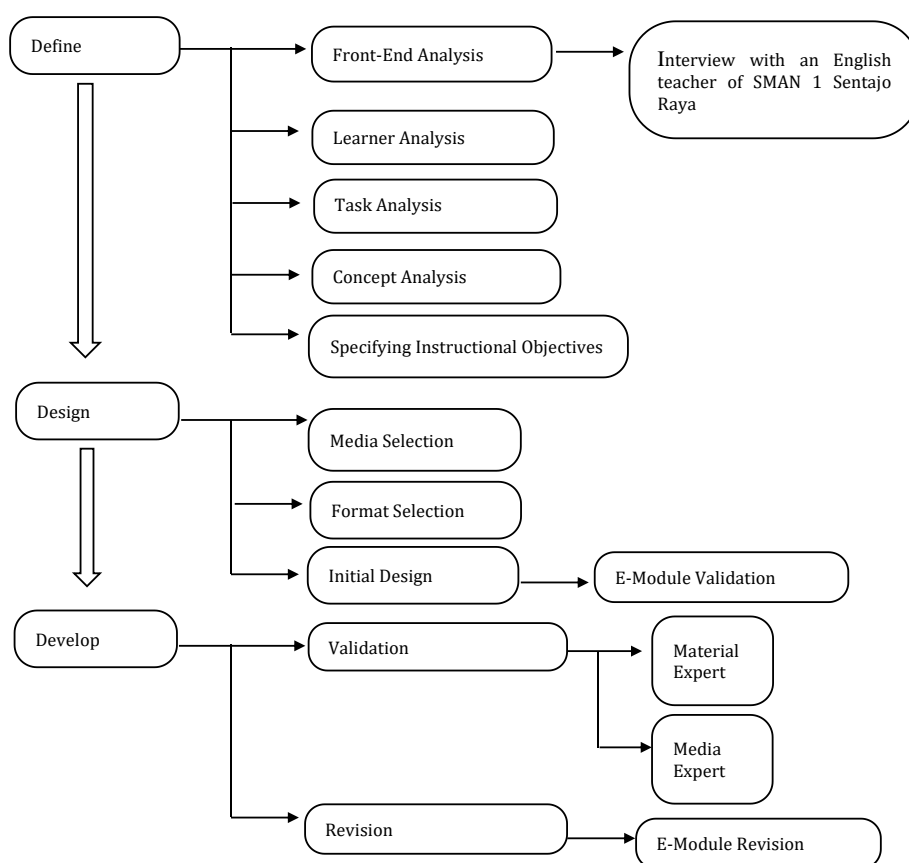 Define
Front-End Analysis
Interview with an English
teacher of SMAN 1 Sentajo
Raya
Learner Analysis
Task Analysis
Concept Analysis
Specifying Instructional Objectives
Design
Media Selection
Format Selection
Initial Design
E-Module Validation
Develop
Validation
Material
Expert
Media
Expert
Revision
E-Module Revision